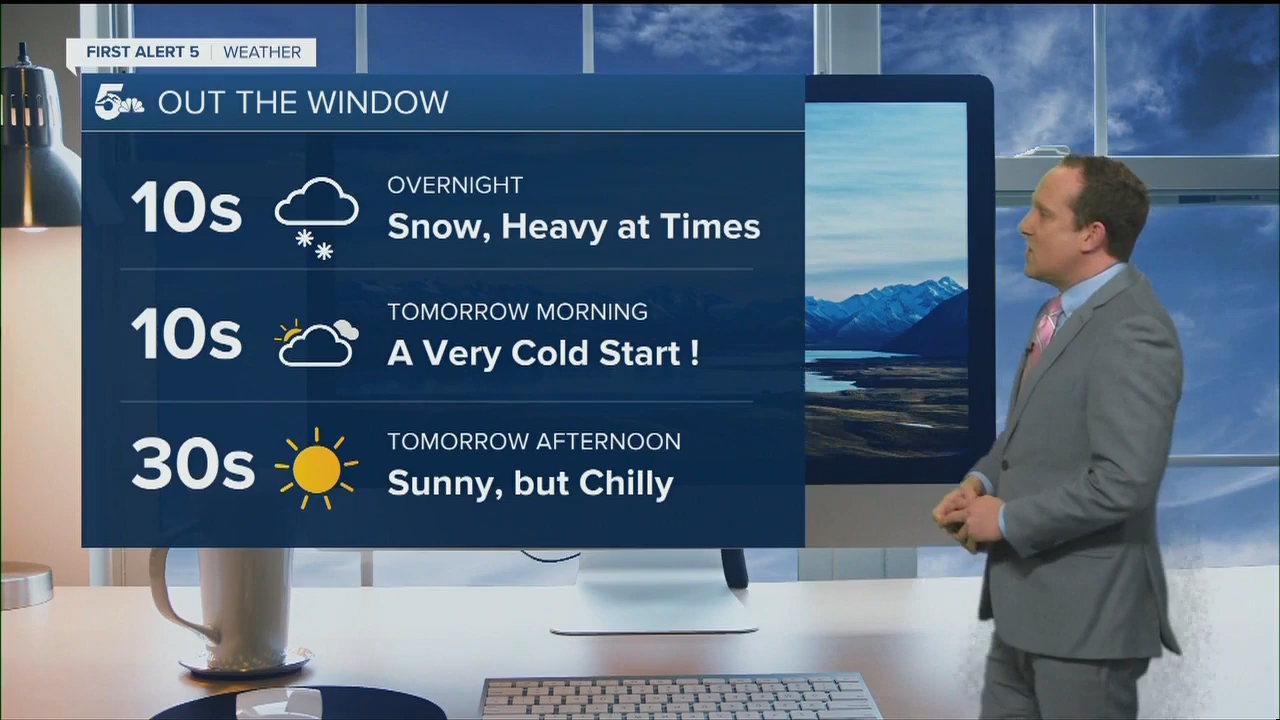 FIRST ALERT 5 | WEATHER
5 OUT THE WINDOW
10s
OVERNIGHT
Snow, Heavy at Times
10s
TOMORROW MORNING
A Very Cold Start !
30s
TOMORROW AFTERNOON
Sunny, but Chilly